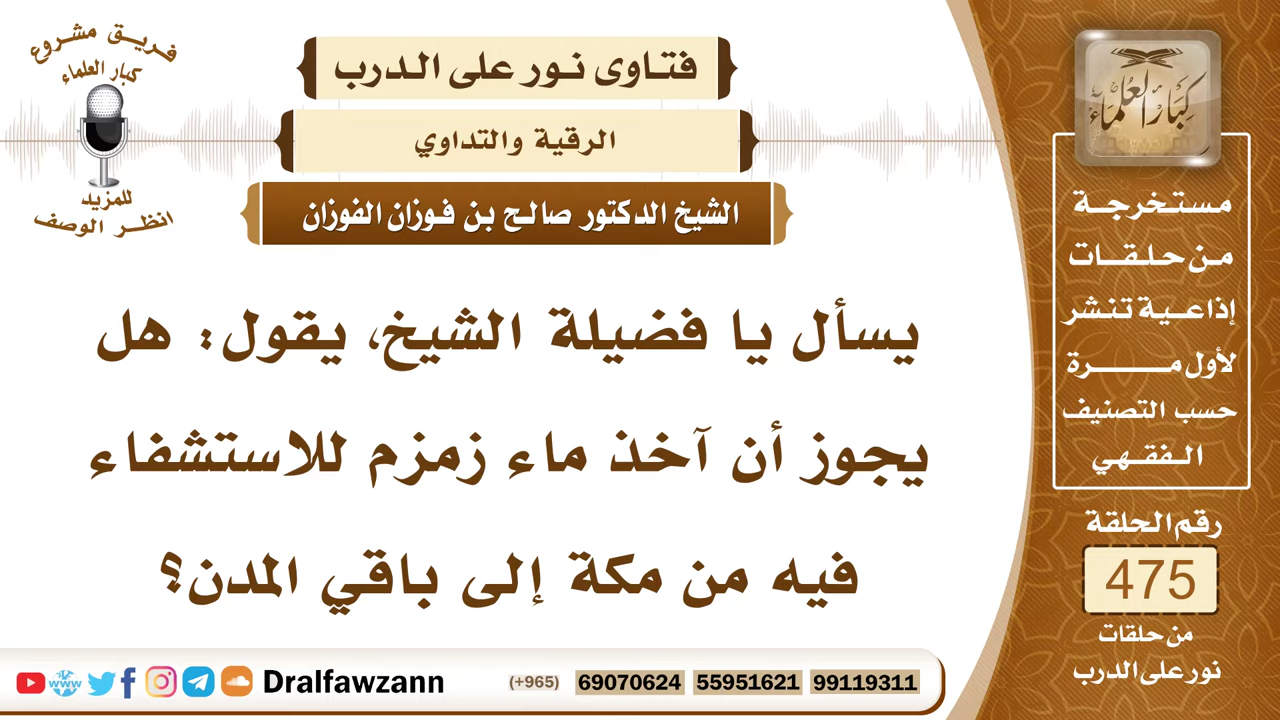 فريق مشروع
كبار العلماء
للمزيد
انظر الوصف
فتاوى نور على الدرب
الرقية والتداوي
الشيخ الدكتور صالح بن فوزان الفوزان
يسأل يا فضيلة الشيخ، يقول: هل
يجوز أن آخذ ماء زمزم للاستشفاء
فيه من مكة إلى باقي المدن؟
كبار العلماء
مستخرجة
من حلقات
إذاعية تنشر
لأول مرة
حسب التصنيف
الفقهي
رقم الحلقة
475
من حلقات
نور على الدرب
www Dralfawzann (+965) 69070624 55951621 99119311